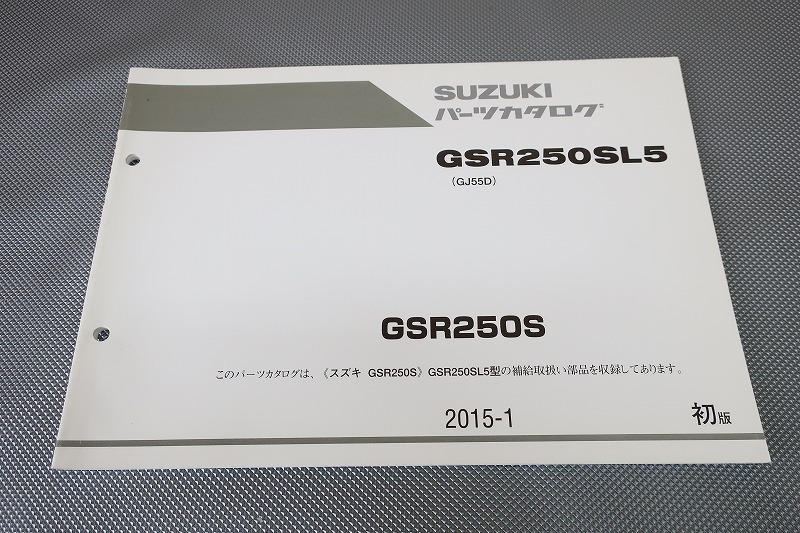 SUZUKI
パーツカタログ
GSR250SL5
(GJ55D)
GSR250S
このパーツカタログは、《スズキ GSR250S》GSR250SL5型の補給取扱い部品を収録してあります。
2015-1
初版